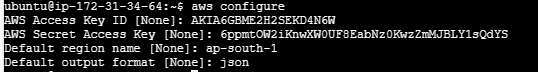 ubuntu@ip-172-31-34-64:~$ aws configure
AWS Access Key ID [None]: AKIA6GBME2H2SEKD4N6W
AWS Secret Access Key [None]: 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
Default region name [None]: ap-south-1
Default output format [None]: json